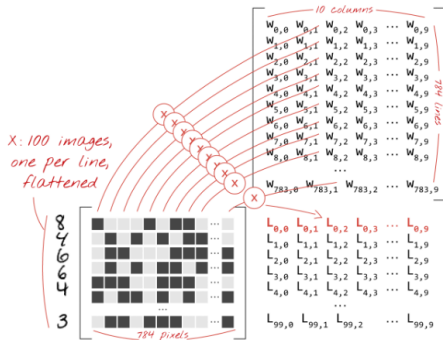 10 columns
W0,0 W0,1 W0,2 W0,3 ... W0,9
W1,0 W1,1 W1,2 W1,3 ... W1,9
W2,0 W2,1 W2,2 W2,3 ... W2,9
W3,0 W3,1 W3,2 W3,3 ... W3,9
W4,0 W4,1 W4,2 W4,3 ... W4,9
W5,0 W5,1 W5,2 W5,3 ... W5,9
W6,0 W6,1 W6,2 W6,3 ... W6,9
W7,0 W7,1 W7,2 W7,3 ... W7,9
W8,0 W8,1 W8,2 W8,3 ... W8,9
...
W783,0 W783,1 W783,2 ... W783,9
784 lines
x x x x x x x x x
X: 100 images,
one per line,
flattened
8 ... L0,0 L0,1 L0,2 L0,3 ... L0,9
4 ... L1,0 L1,1 L1,2 L1,3 ... L1,9
6 ... L2,0 L2,1 L2,2 L2,3 ... L2,9
6 ... L3,0 L3,1 L3,2 L3,3 ... L3,9
4 ... L4,0 L4,1 L4,2 L4,3 ... L4,9
... ...
3 ... L99,0 L99,1 L99,2 ... L99,9
784 pixels